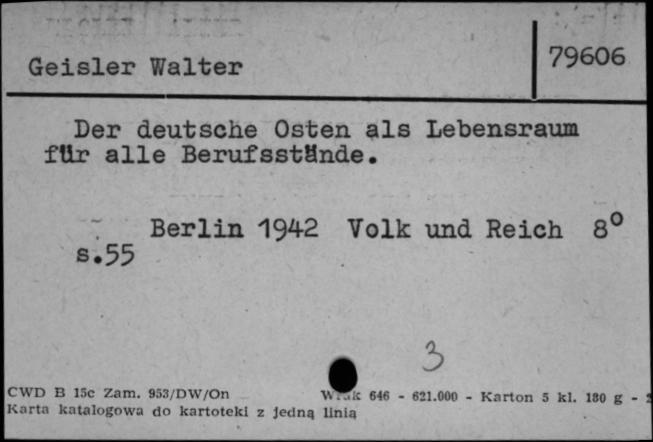 Geisler Walter
79606
Der deutsche Osten als Lebensraum
für alle Berufsstände.
Berlin 1942 Volk und Reich 8°
s.55
3
CWD B 15c Zam. 953/DW/On 646 - 621.000 - Karton 5 kl. 180 g -
Karta katalogowa do kartoteki z jedną linią